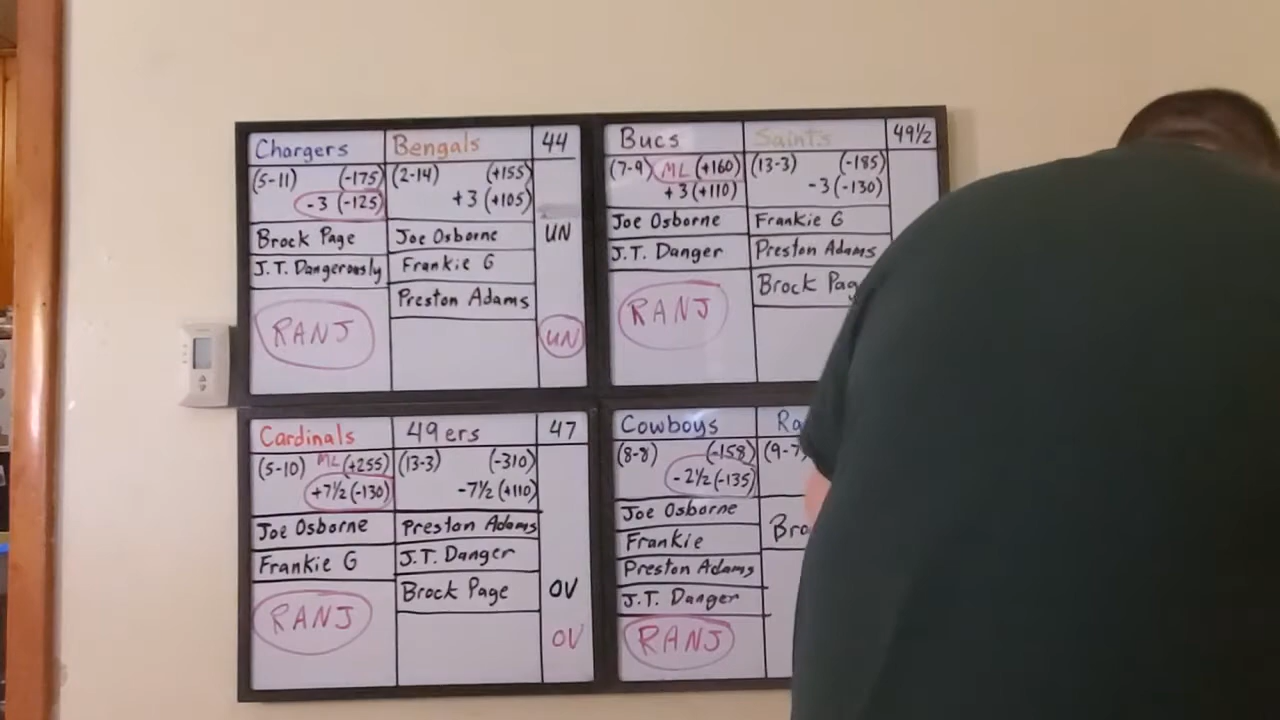 Chargers Bengals 44
(5-11) (-175) (2-14) (+155)
-3 (-125) +3 (+105)
Brock Page Joe Osborne UN
J.T. Dangerously Frankie G
Preston Adams
RANJ UN
Bucs Saints 49½
(7-9) ML (+160) (13-3) (-185)
+3 (+110) -3 (-130)
Joe Osborne Frankie G
J.T. Danger Preston Adams
RANJ Brock
Cardinals 49ers 47
(5-10) ML (+255) (13-3) (-310)
+7½ (-130) -7½ (+110)
Joe Osborne Preston Adams
Frankie G J.T. Danger
Brock Page OV
RANJ OV
Cowboys
(8-8) (-158)
-2½ (-135)
Joe Osborne
Frankie
Preston Adams
J.T. Danger
RANJ